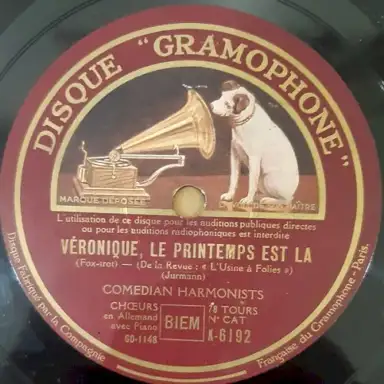 DISQUE "GRAMOPHONE"
MARQUE DÉPOSÉE
L'utilisation de ce disque pour les auditions publiques directes
ou pour les auditions radiophoniques est interdite
VÉRONIQUE, LE PRINTEMPS EST LA
(Fox-trot) — (De la Revue: « L'Usine à Folies »)
(Jurmann)
COMEDIAN HARMONISTS
CHŒURS
en Allemand
avec Piano
BIEM
78 TOURS
N° CAT
K-6192
GO-1148
Disque Fabriqué par la Compagnie Française du Gramophone - Paris.